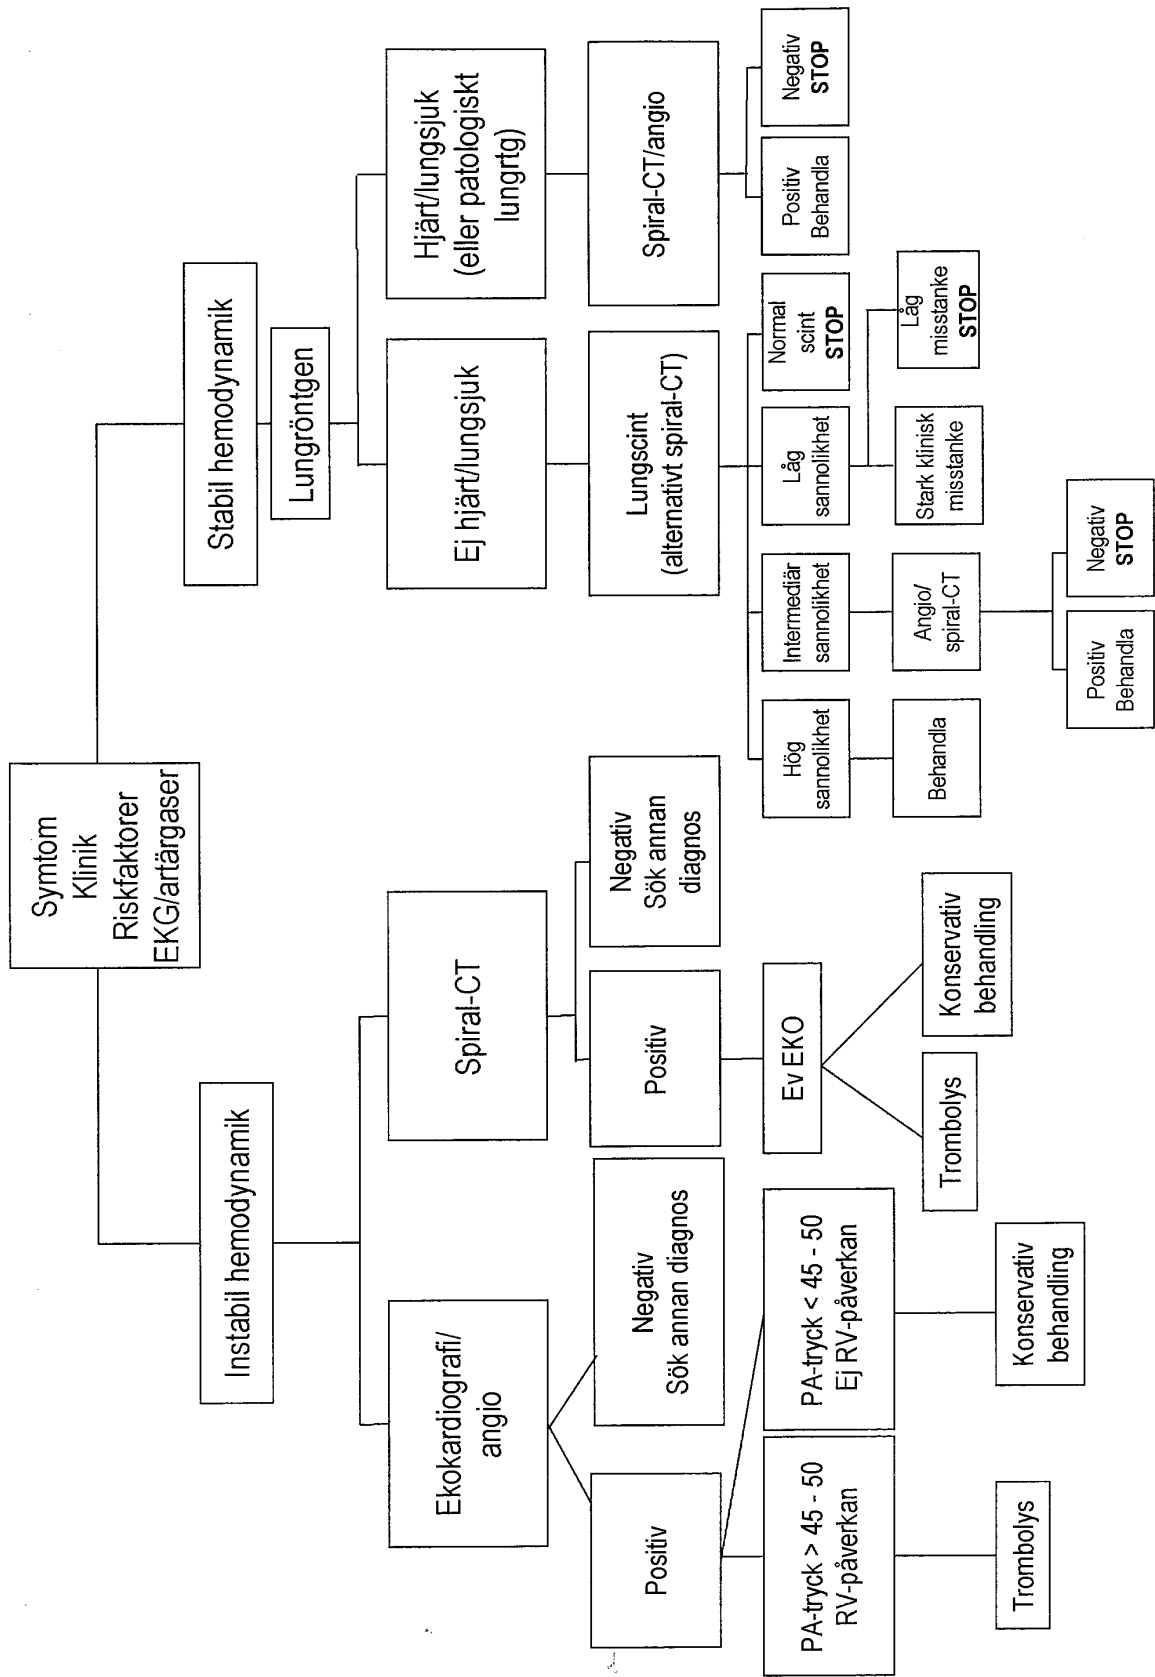 Symtom
Klinik
Riskfaktorer
EKG/artärgaser
Instabil hemodynamik
Stabil hemodynamik
Lungröntgen
Ekokardiografi/
angio
Spiral-CT
Ej hjärt/lungsjuk
Hjärt/lungsjuk
(eller patologiskt
lungrtg)
Positiv
Negativ
Sök annan diagnos
Positiv
Negativ
Sök annan
diagnos
Lungscint
(alternativt spiral-CT)
Spiral-CT/angio
PA-tryck > 45 - 50
RV-påverkan
PA-tryck < 45 - 50
Ej RV-påverkan
Ev EKO
Hög
sannolikhet
Intermediär
sannolikhet
Låg
sannolikhet
Normal
scint
STOP
Positiv
Behandla
Negativ
STOP
Trombolys
Konservativ
behandling
Trombolys
Konservativ
behandling
Behandla
Angio/
spiral-CT
Stark klinisk
misstanke
Låg
misstanke
STOP
Positiv
Behandla
Negativ
STOP